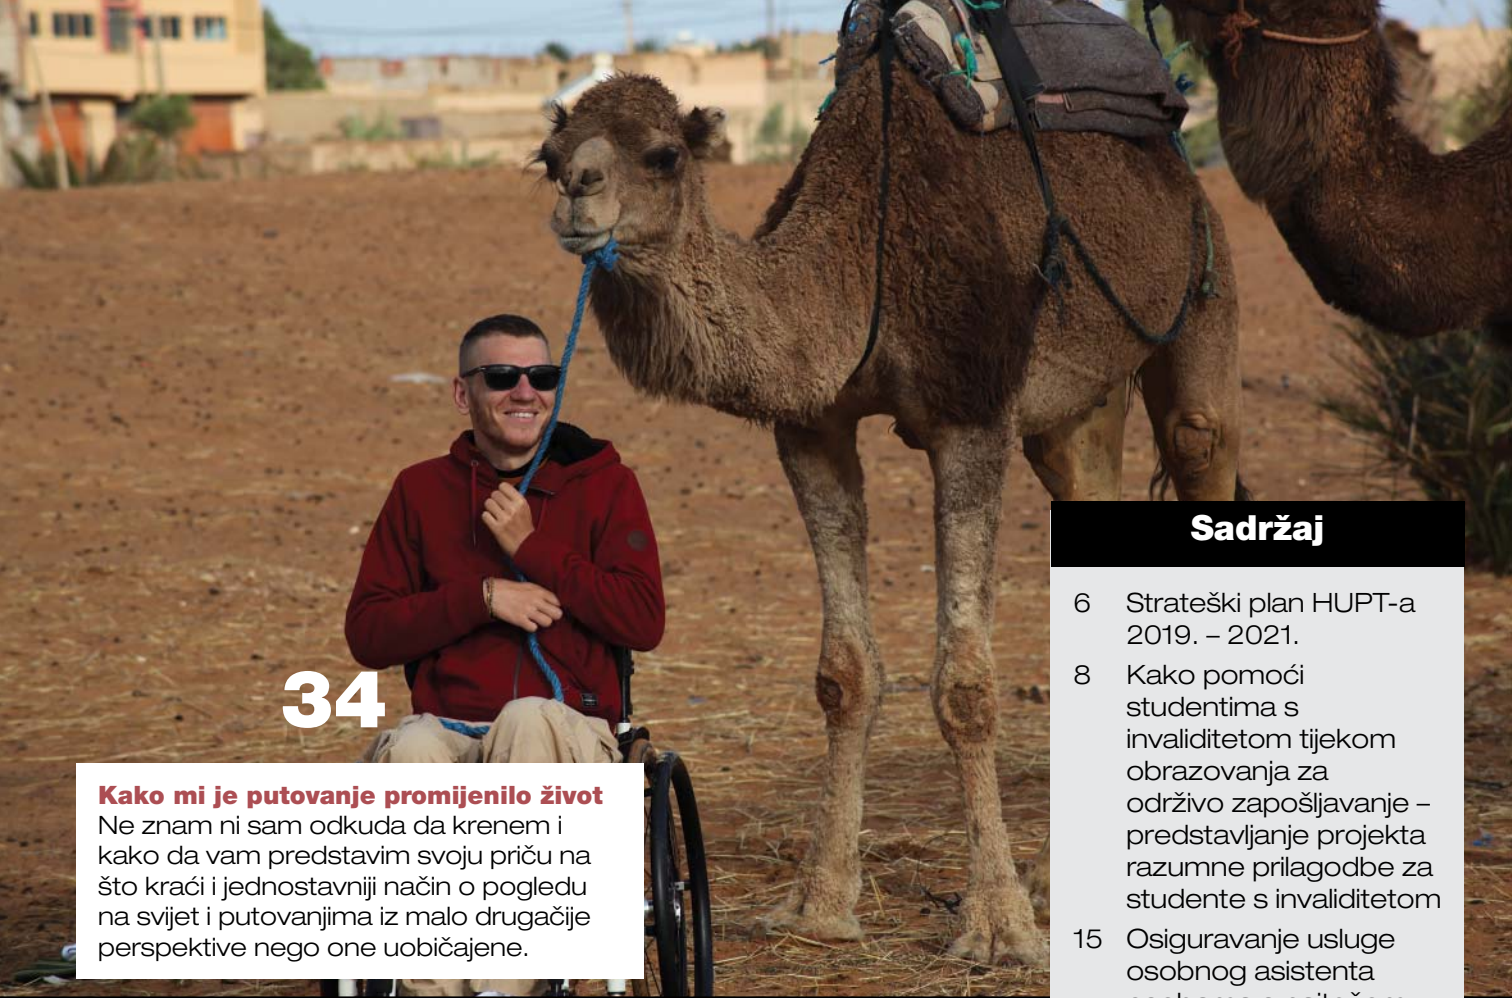 34
Kako mi je putovanje promijenilo život
Ne znam ni sam odkuda da krenem i
kako da vam predstavim svoju priču na
što kraći i jednostavniji način o pogledu
na svijet i putovanjima iz malo drugačije
perspektive nego one uobičajene.
Sadržaj
6 Strateški plan HUPT-a
2019. – 2021.
8 Kako pomoći
studentima s
invaliditetom tijekom
obrazovanja za
održivo zapošljavanje –
predstavljanje projekta
razumne prilagodbe za
studente s invaliditetom
15 Osiguravanje usluge
osobnog asistenta